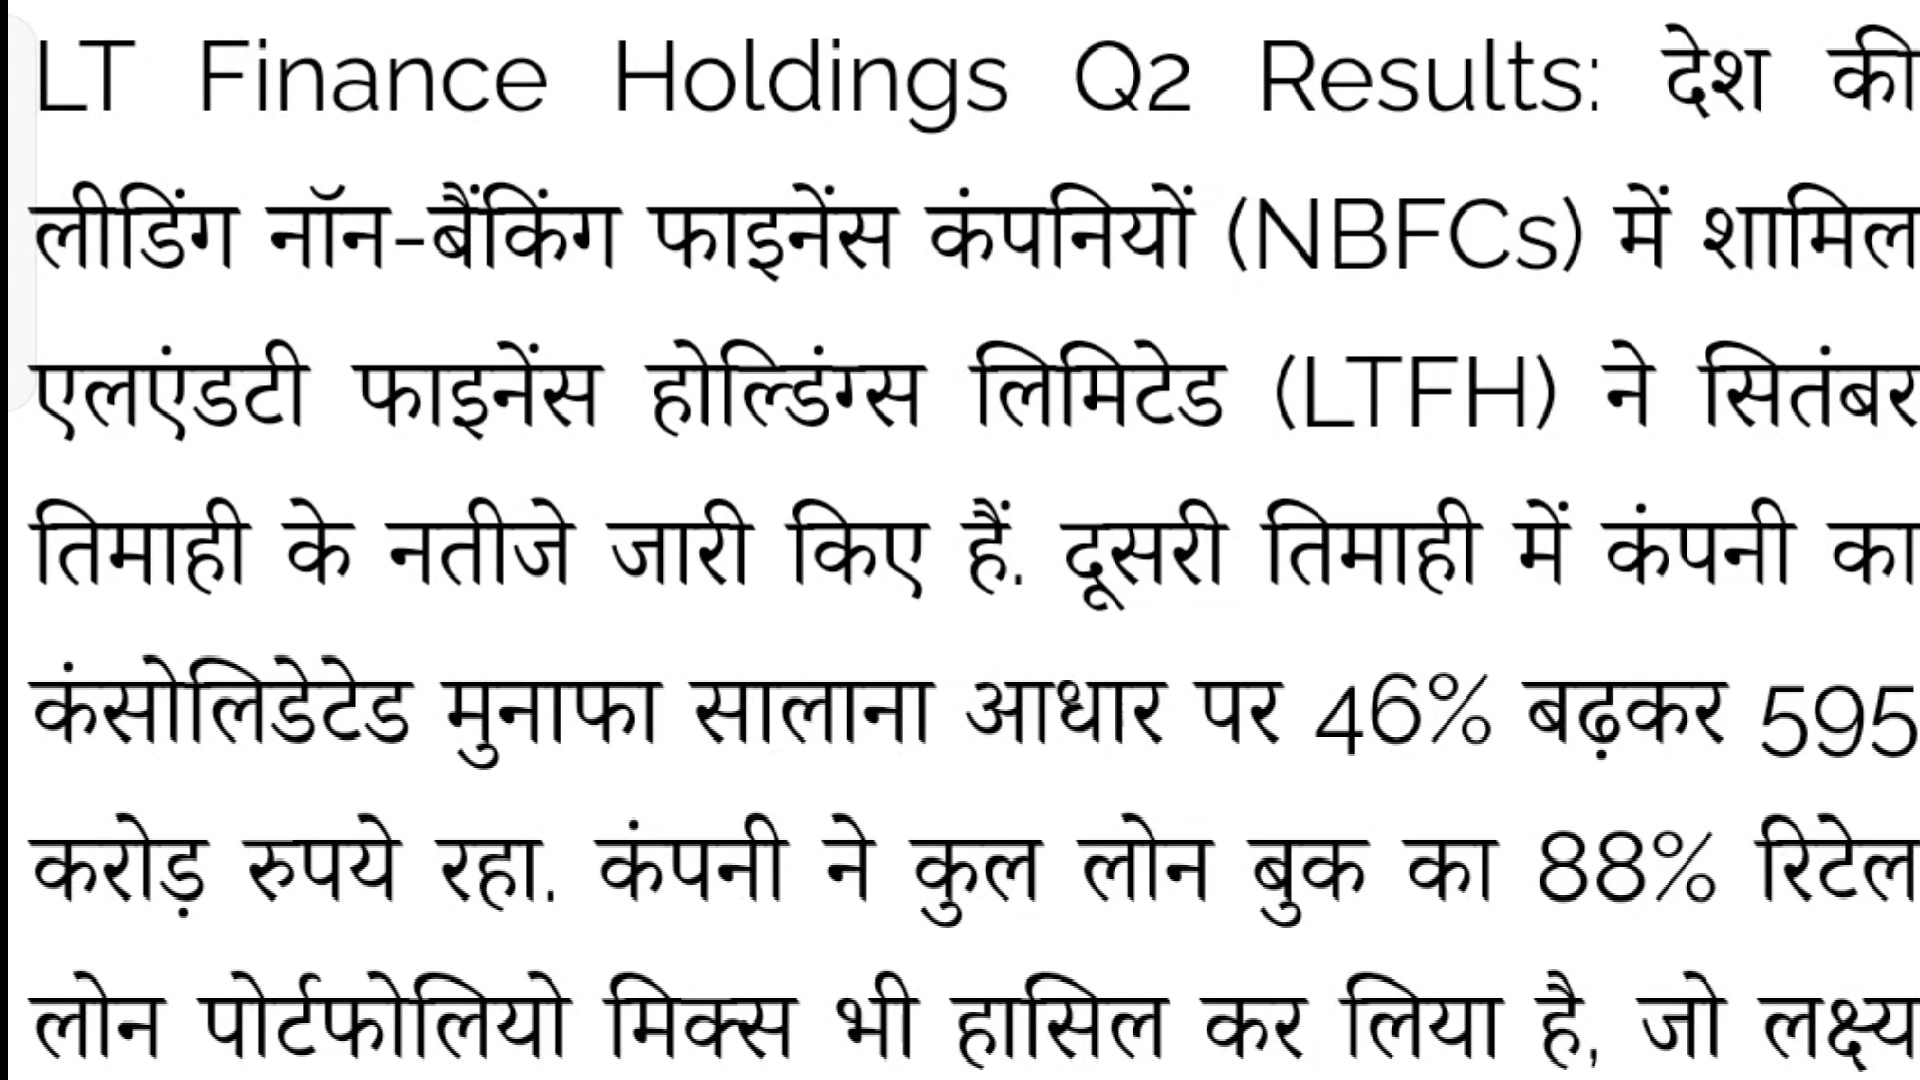 LT Finance Holdings Q2 Results: देश की
लीडिंग नॉन-बैंकिंग फाइनेंस कंपनियों (NBFCs) में शामिल
एलएंडटी फाइनेंस होल्डिंग्स लिमिटेड (LTFH) ने सितंबर
तिमाही के नतीजे जारी किए हैं. दूसरी तिमाही में कंपनी का
कंसोलिडेटेड मुनाफा सालाना आधार पर 46% बढ़कर 595
करोड़ रुपये रहा. कंपनी ने कुल लोन बुक का 88% रिटेल
लोन पोर्टफोलियो मिक्स भी हासिल कर लिया है, जो लक्ष्य